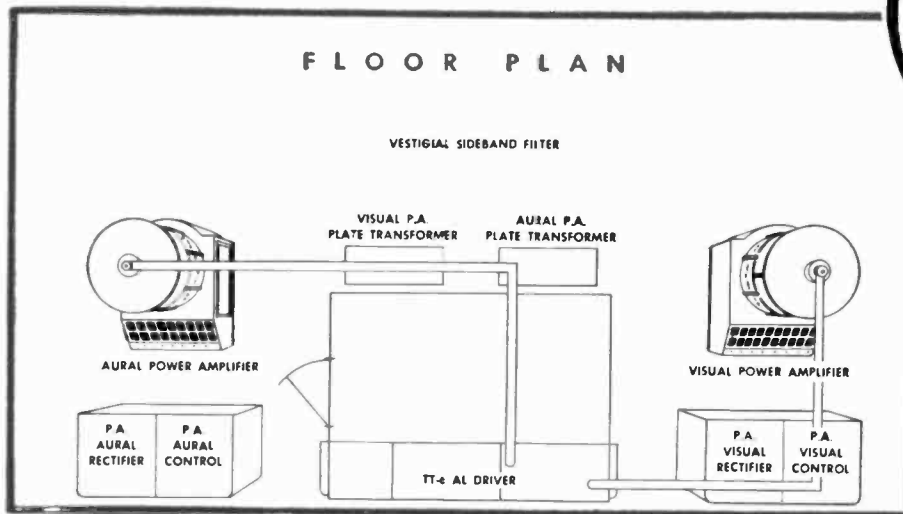 FLOOR PLAN
VESTIGIAL SIDEBAND FILTER
VISUAL P.A.
PLATE TRANSFORMER
AURAL P.A.
PLATE TRANSFORMER
AURAL POWER AMPLIFIER
VISUAL POWER AMPLIFIER
P.A.
AURAL
RECTIFIER
P.A.
AURAL
CONTROL
AL DRIVER
P.A.
VISUAL
RECTIFIER
P.A.
VISUAL
CONTROL